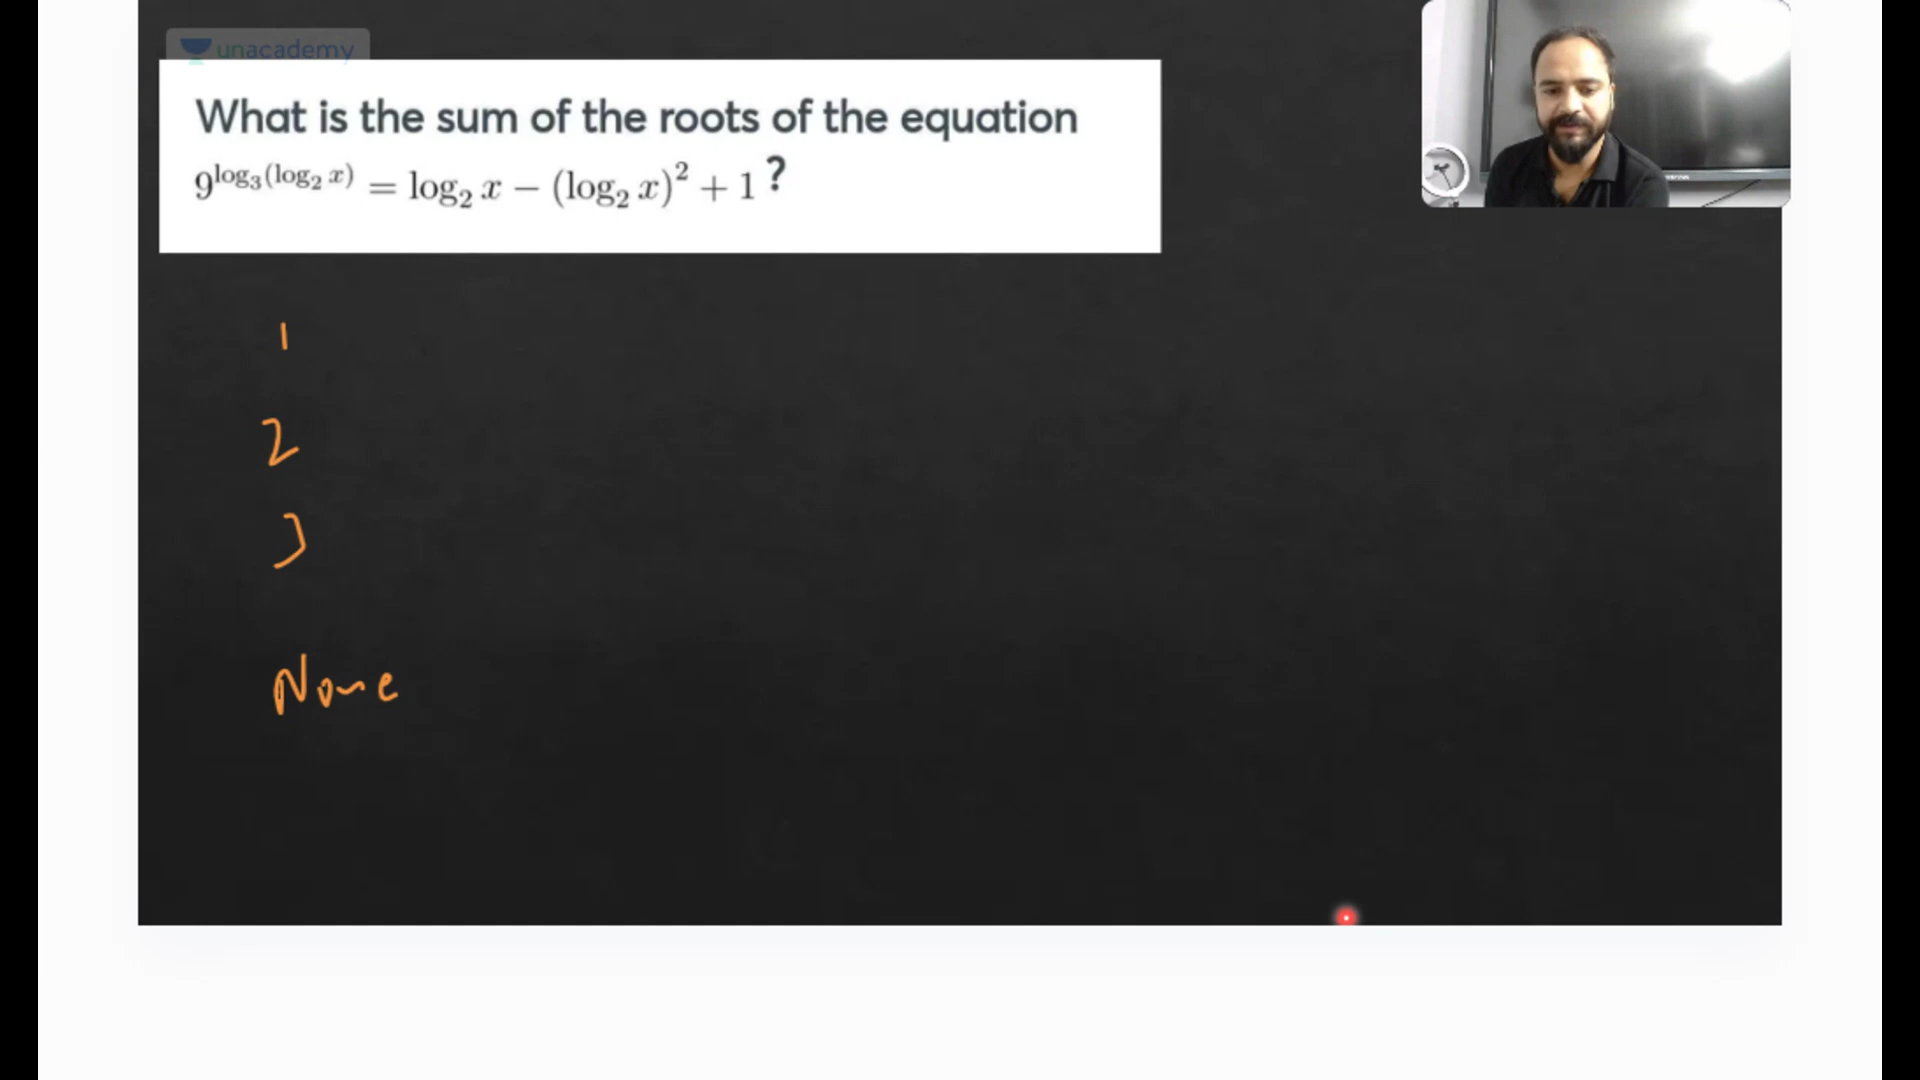 unacademy
What is the sum of the roots of the equation
9^{log_3(log_2 x)} = log_2 x − (log_2 x)^2 + 1 ?
1
2
3
None